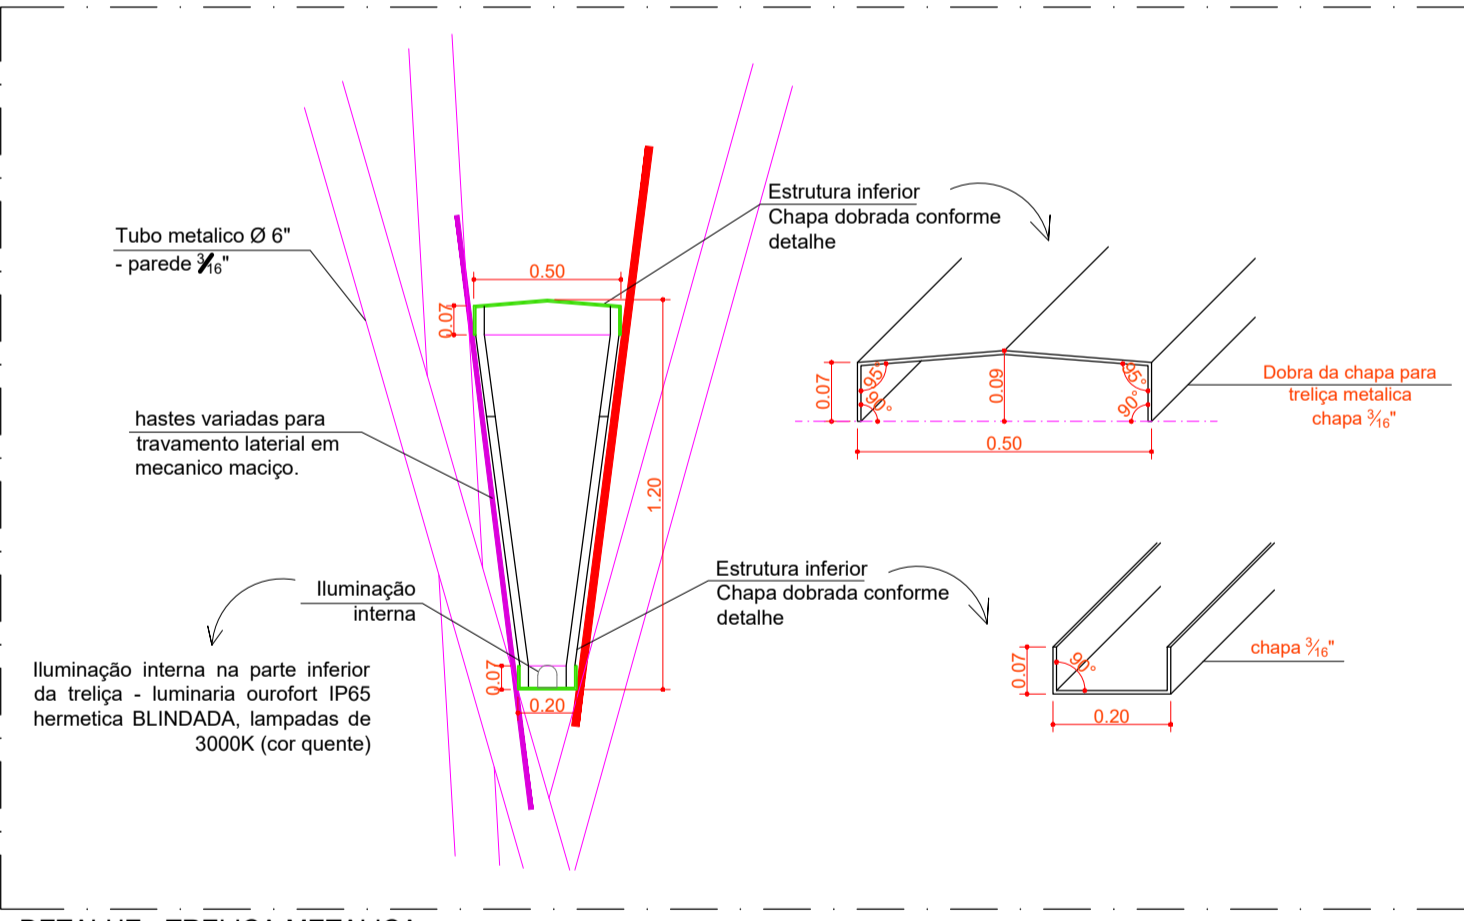 Tubo metalico Ø 6"
- parede 3/16"
0.50
0.07
Estrutura inferior
Chapa dobrada conforme
detalhe
hastes variadas para
travamento laterial em
mecanico maciço.
1.20
Iluminação
interna
Iluminação interna na parte inferior
da treliça - luminaria ourofort IP65
hermetica BLINDADA, lampadas de
3000K (cor quente)
0.07
0.20
Estrutura inferior
Chapa dobrada conforme
detalhe
0.07
95°
90°
0.09
95°
90°
0.50
Dobra da chapa para
treliça metalica
chapa 3/16"
0.07
90°
0.20
chapa 3/16"